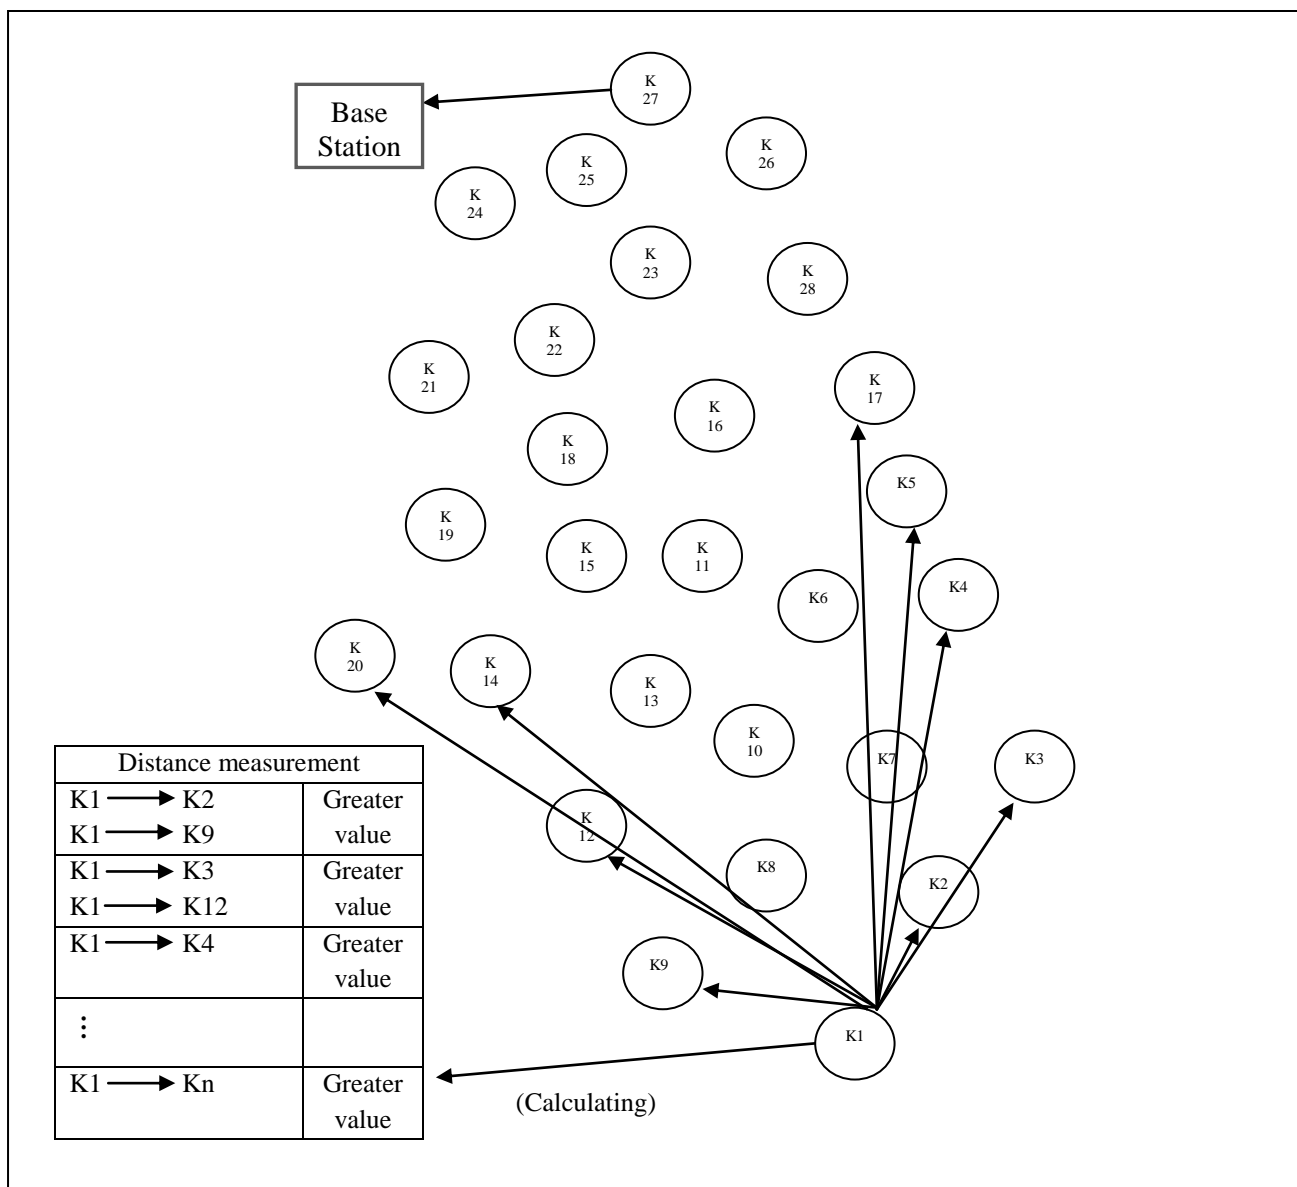 K
27
Base
Station
K
26
K
25
K
24
K
23
K
28
K
22
K
21
K
17
K
16
K
18
K5
K
19
K
15
K
11
K4
K6
K
20
K
14
K
13
K
10
K7
K3
K
12
K8
K2
K9
K1
Distance measurement
K1 → K2 Greater
K1 → K9 value
K1 → K3 Greater
K1 → K12 value
K1 → K4 Greater
value
⋮
K1 → Kn Greater
value
(Calculating)